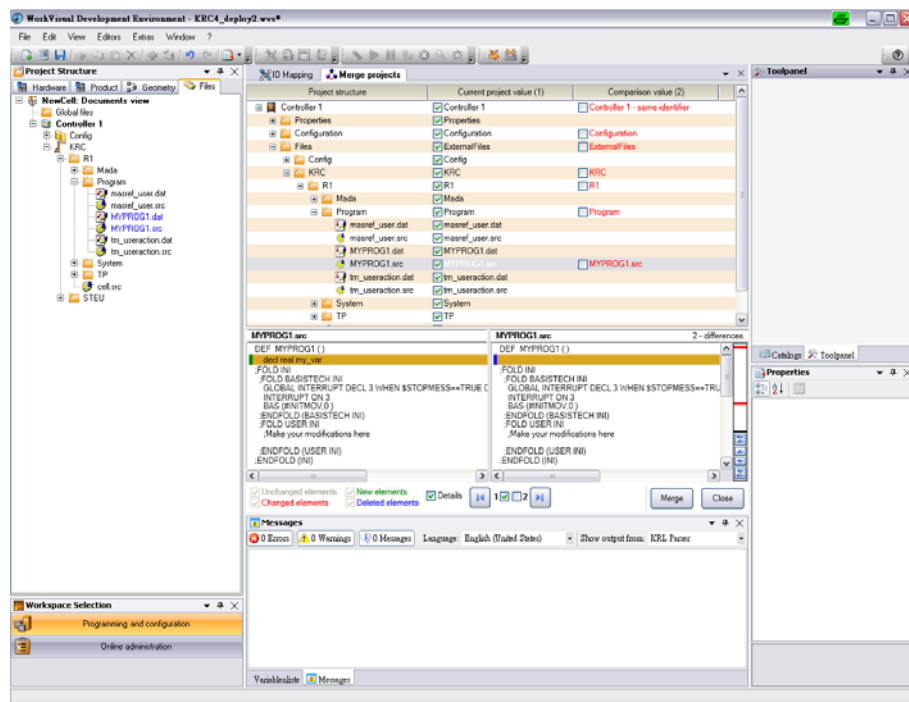 WorkVisual Development Environment - KRC4_deploy2.wvs*
File Edit View Editors Extras Window ?
Project Structure
Hardware Product Geometry Files
NewCell: Documents view
Global files
Controller 1
Config
KRC
R1
Mada
Program
masref_user.dat
masref_user.src
MYPROG1.dat
MYPROG1.src
tm_useraction.dat
tm_useraction.src
System
TP
cell.src
STEU
IO Mapping Merge projects
Project structure Current project value (1) Comparison value (2)
Controller 1 Controller 1 Controller 1 - same identifier
Properties Properties
Configuration Configuration Configuration
Files ExternalFiles ExternalFiles
Config Config
KRC KRC KRC
R1 R1 R1
Mada Mada
Program Program Program
masref_user.dat masref_user.dat
masref_user.src masref_user.src
MYPROG1.dat MYPROG1.dat
MYPROG1.src MYPROG1.src MYPROG1.src
tm_useraction.dat tm_useraction.dat
tm_useraction.src tm_useraction.src
System System
TP TP
MYPROG1.src
DEF MYPROG1 ( )
decl real my_var
;FOLD INI
;FOLD BASISTECH INI
GLOBAL INTERRUPT DECL 3 WHEN $STOPMESS==TRUE D
INTERRUPT ON 3
BAS (#INITMOV,0 )
;ENDFOLD (BASISTECH INI)
;FOLD USER INI
;Make your modifications here
;ENDFOLD (USER INI)
;ENDFOLD (INI)
MYPROG1.src 2 - differences
DEF MYPROG1 ( )
;FOLD INI
;FOLD BASISTECH INI
GLOBAL INTERRUPT DECL 3 WHEN $STOPMESS==TRU
INTERRUPT ON 3
BAS (#INITMOV,0 )
;ENDFOLD (BASISTECH INI)
;FOLD USER INI
;Make your modifications here
;ENDFOLD (USER INI)
;ENDFOLD (INI)
Unchanged elements New elements Details 1 2 Merge Close
Changed elements Deleted elements
Messages
0 Errors 0 Warnings 0 Messages Language: English (United States) Show output from: KRL Parser
Variablenliste Messages
Workspace Selection
Programming and configuration
Online administration
Toolpanel
Catalogs Toolpanel
Properties